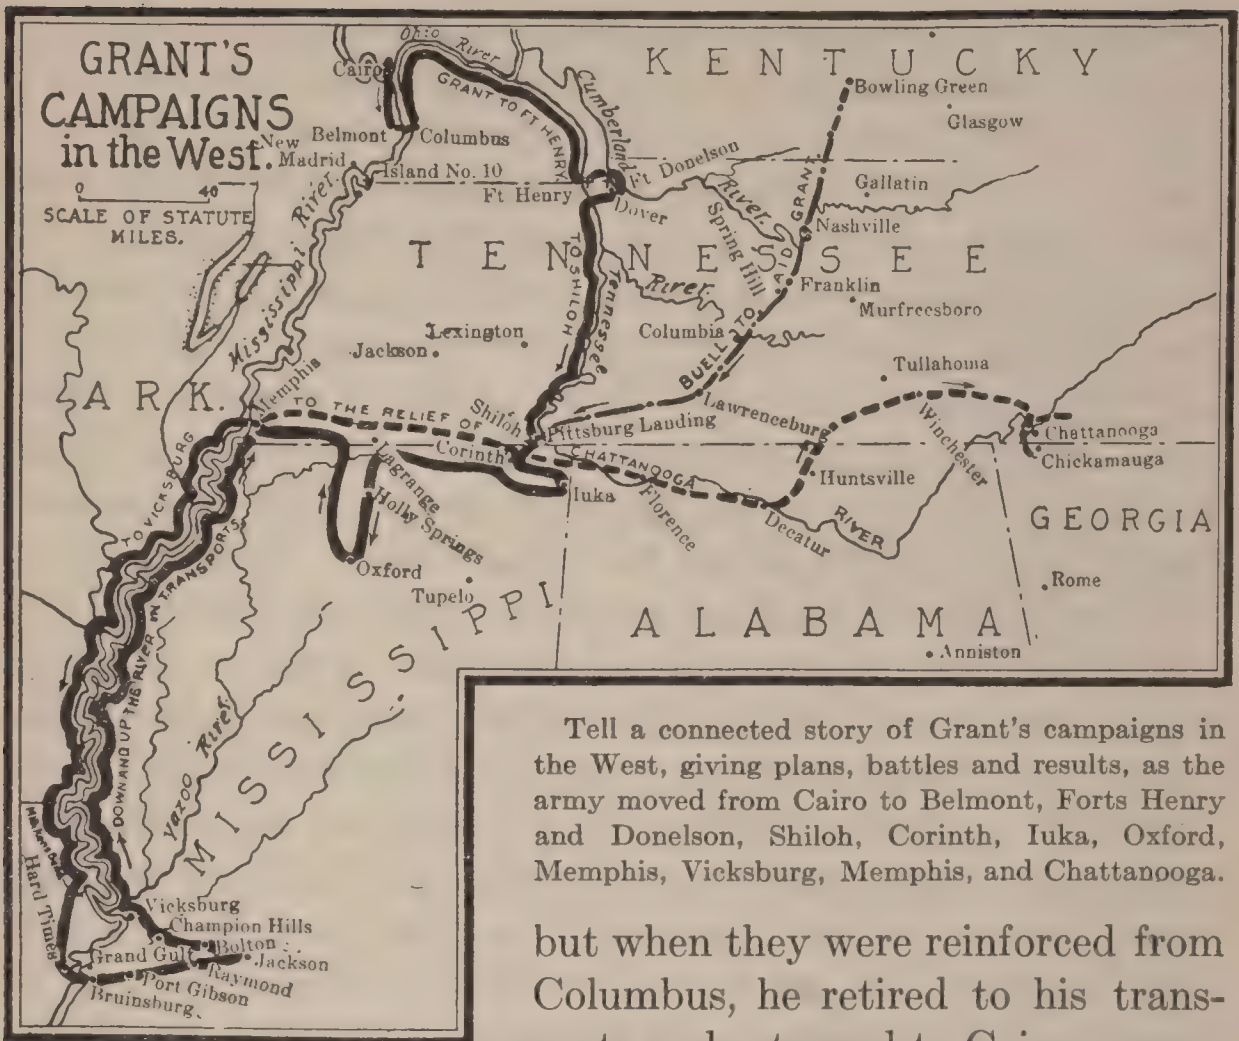 GRANT'S
CAMPAIGNS
in the West.
0 40
SCALE OF STATUTE
MILES.
KENTUCKY
Ohio River
Cairo
GRANT TO FT HENRY
Cumberland
River.
Bowling Green
Glasgow
Belmont
Columbus
New
Madrid
Island No. 10
Ft Henry
Ft Donelson
Dover
GRANT
Gallatin
Nashville
Spring Hill
TENNESSEE
TO SHILOH
Tennessee
River.
Franklin
Murfreesboro
Mississippi River.
Lexington
Jackson
Columbia
BUELL TO AID
Tullahoma
ARK.
Memphis
TO THE RELIEF OF
CHATTANOOGA
Shiloh
Pittsburg Landing
Lawrenceburg
Winchester
Chattanooga
Chickamauga
Corinth
Lagrange
Iuka
Huntsville
Holly Springs
Florence
Decatur
RIVER
GEORGIA
TO VICKSBURG
Oxford
Tupelo
Rome
MISSISSIPPI
ALABAMA
Anniston
DOWN AND UP THE RIVER IN TRANSPORTS
Yazoo River.
Hard Times
Vicksburg
Champion Hills
Bolton
Grand Gulf
Jackson
Raymond
Port Gibson
Bruinsburg.
Tell a connected story of Grant's campaigns in
the West, giving plans, battles and results, as the
army moved from Cairo to Belmont, Forts Henry
and Donelson, Shiloh, Corinth, Iuka, Oxford,
Memphis, Vicksburg, Memphis, and Chattanooga.
but when they were reinforced from
Columbus, he retired to his trans-